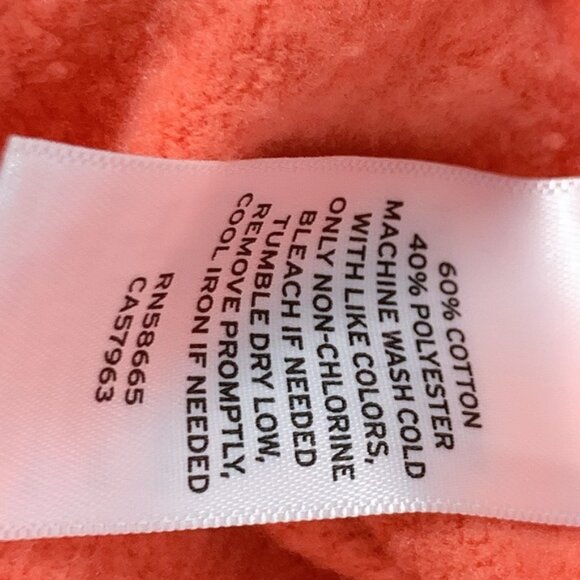 60% COTTON
40% POLYESTER
MACHINE WASH COLD
WITH LIKE COLORS,
ONLY NON-CHLORINE
BLEACH IF NEEDED
TUMBLE DRY LOW,
REMOVE PROMPTLY,
COOL IRON IF NEEDED
RN58665
CA57963